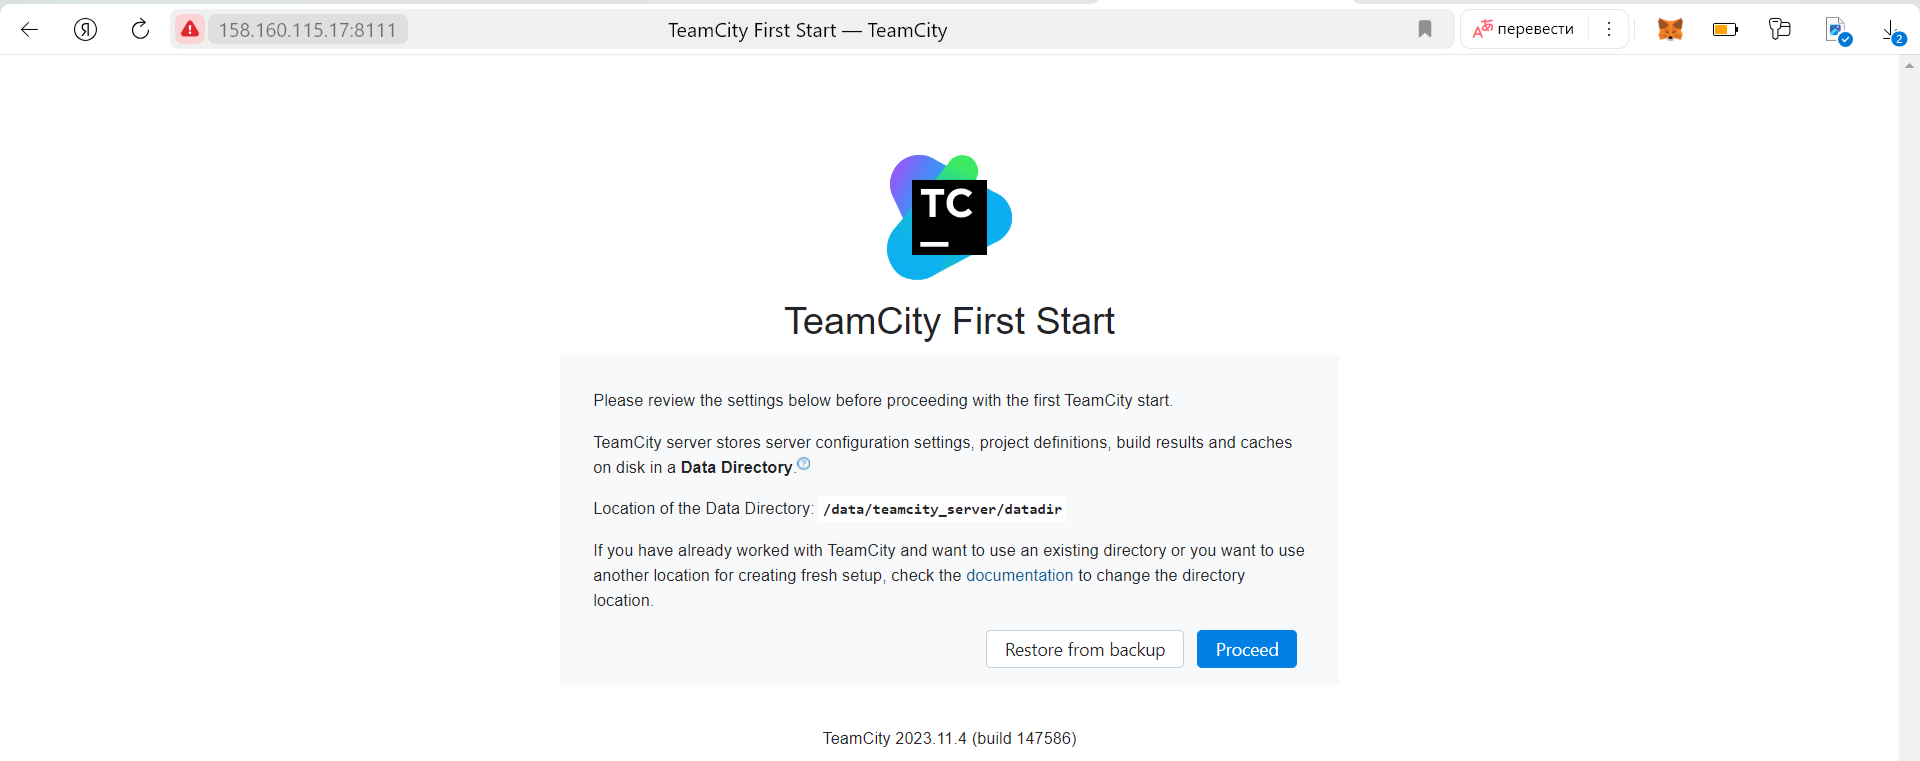 158.160.115.17:8111
TeamCity First Start — TeamCity
перевести
2
TC
TeamCity First Start
Please review the settings below before proceeding with the first TeamCity start.
TeamCity server stores server configuration settings, project definitions, build results and caches
on disk in a Data Directory.
Location of the Data Directory: /data/teamcity_server/datadir
If you have already worked with TeamCity and want to use an existing directory or you want to use
another location for creating fresh setup, check the documentation to change the directory
location.
Restore from backup
Proceed
TeamCity 2023.11.4 (build 147586)